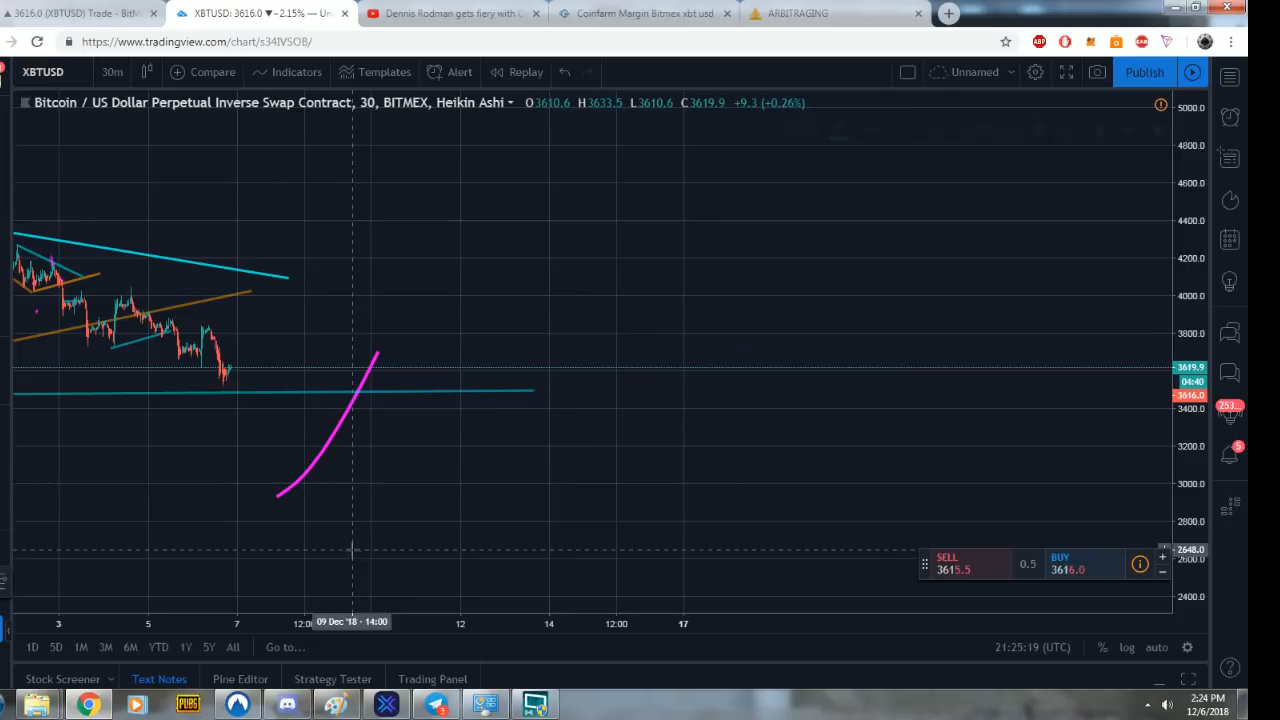 3616.0 (XBTUSD) Trade - BitM
XBTUSD: 3616.0 ▼−2.15% — Un
Dennis Rodman gets fiery with C
Coinfarm Margin Bitmex xbt usd
ARBITRAGING
https://www.tradingview.com/chart/s34IVSOB/
XBTUSD 30m Compare Indicators Templates Alert Replay Unnamed Publish
Bitcoin / US Dollar Perpetual Inverse Swap Contract, 30, BITMEX, Heikin Ashi O3610.6 H3633.5 L3610.6 C3619.9 +9.3 (+0.26%)
5000.0
4800.0
4600.0
4400.0
4200.0
4000.0
3800.0
3619.9
04:40
3616.0
3400.0
253...
3200.0
5
3000.0
2800.0
2648.0
2600.0
2400.0
SELL
3615.5
0.5
BUY
3616.0
3 5 7 12:00 09 Dec '18 - 14:00 12 14 12:00 17
1D 5D 1M 3M 6M YTD 1Y 5Y All Go to... 21:25:19 (UTC) % log auto
Stock Screener Text Notes Pine Editor Strategy Tester Trading Panel
PUBG
3
2:24 PM
12/6/2018